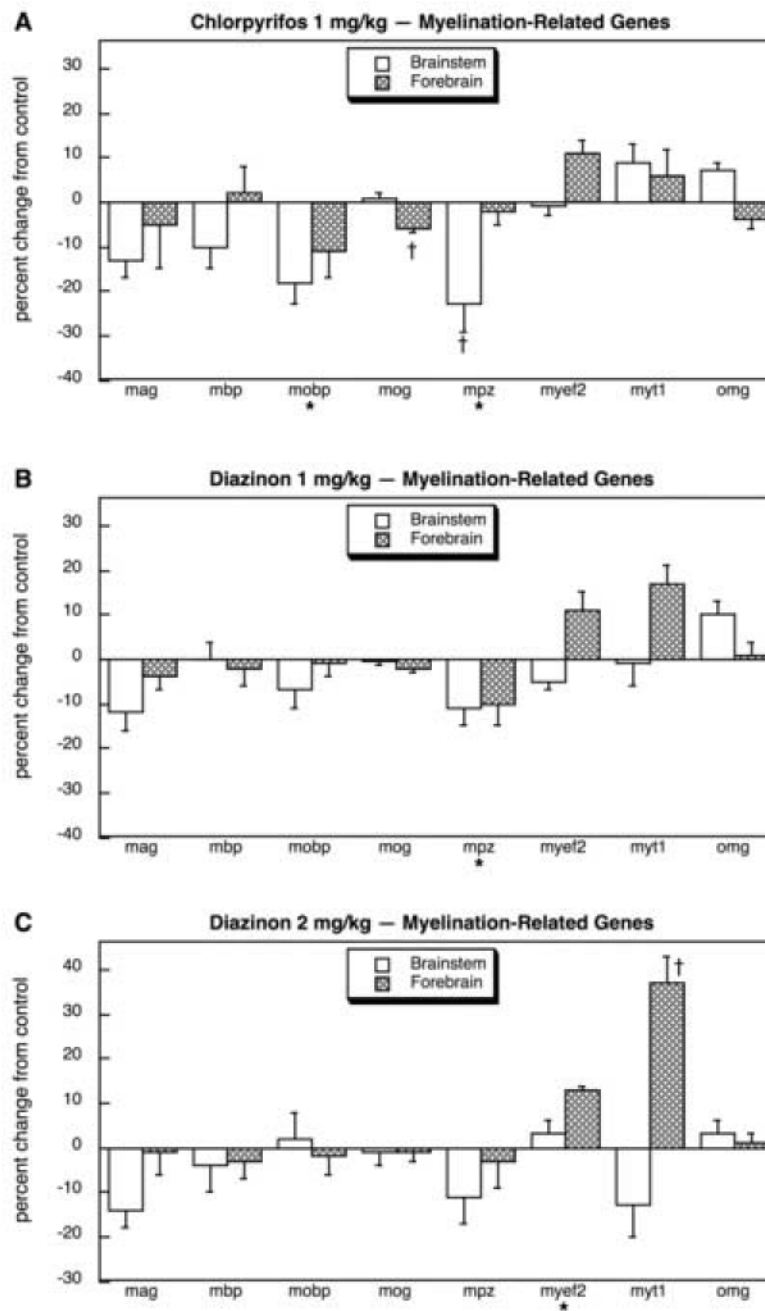 A
Chlorpyrifos 1 mg/kg — Myelination-Related Genes
Brainstem
Forebrain
percent change from control
30
20
10
0
-10
-20
-30
-40
†
†
mag mbp mobp mog mpz myef2 myt1 omg
* *
B
Diazinon 1 mg/kg — Myelination-Related Genes
Brainstem
Forebrain
percent change from control
30
20
10
0
-10
-20
-30
-40
mag mbp mobp mog mpz myef2 myt1 omg
*
C
Diazinon 2 mg/kg — Myelination-Related Genes
Brainstem
Forebrain
percent change from control
40
30
20
10
0
-10
-20
-30
†
mag mbp mobp mog mpz myef2 myt1 omg
*